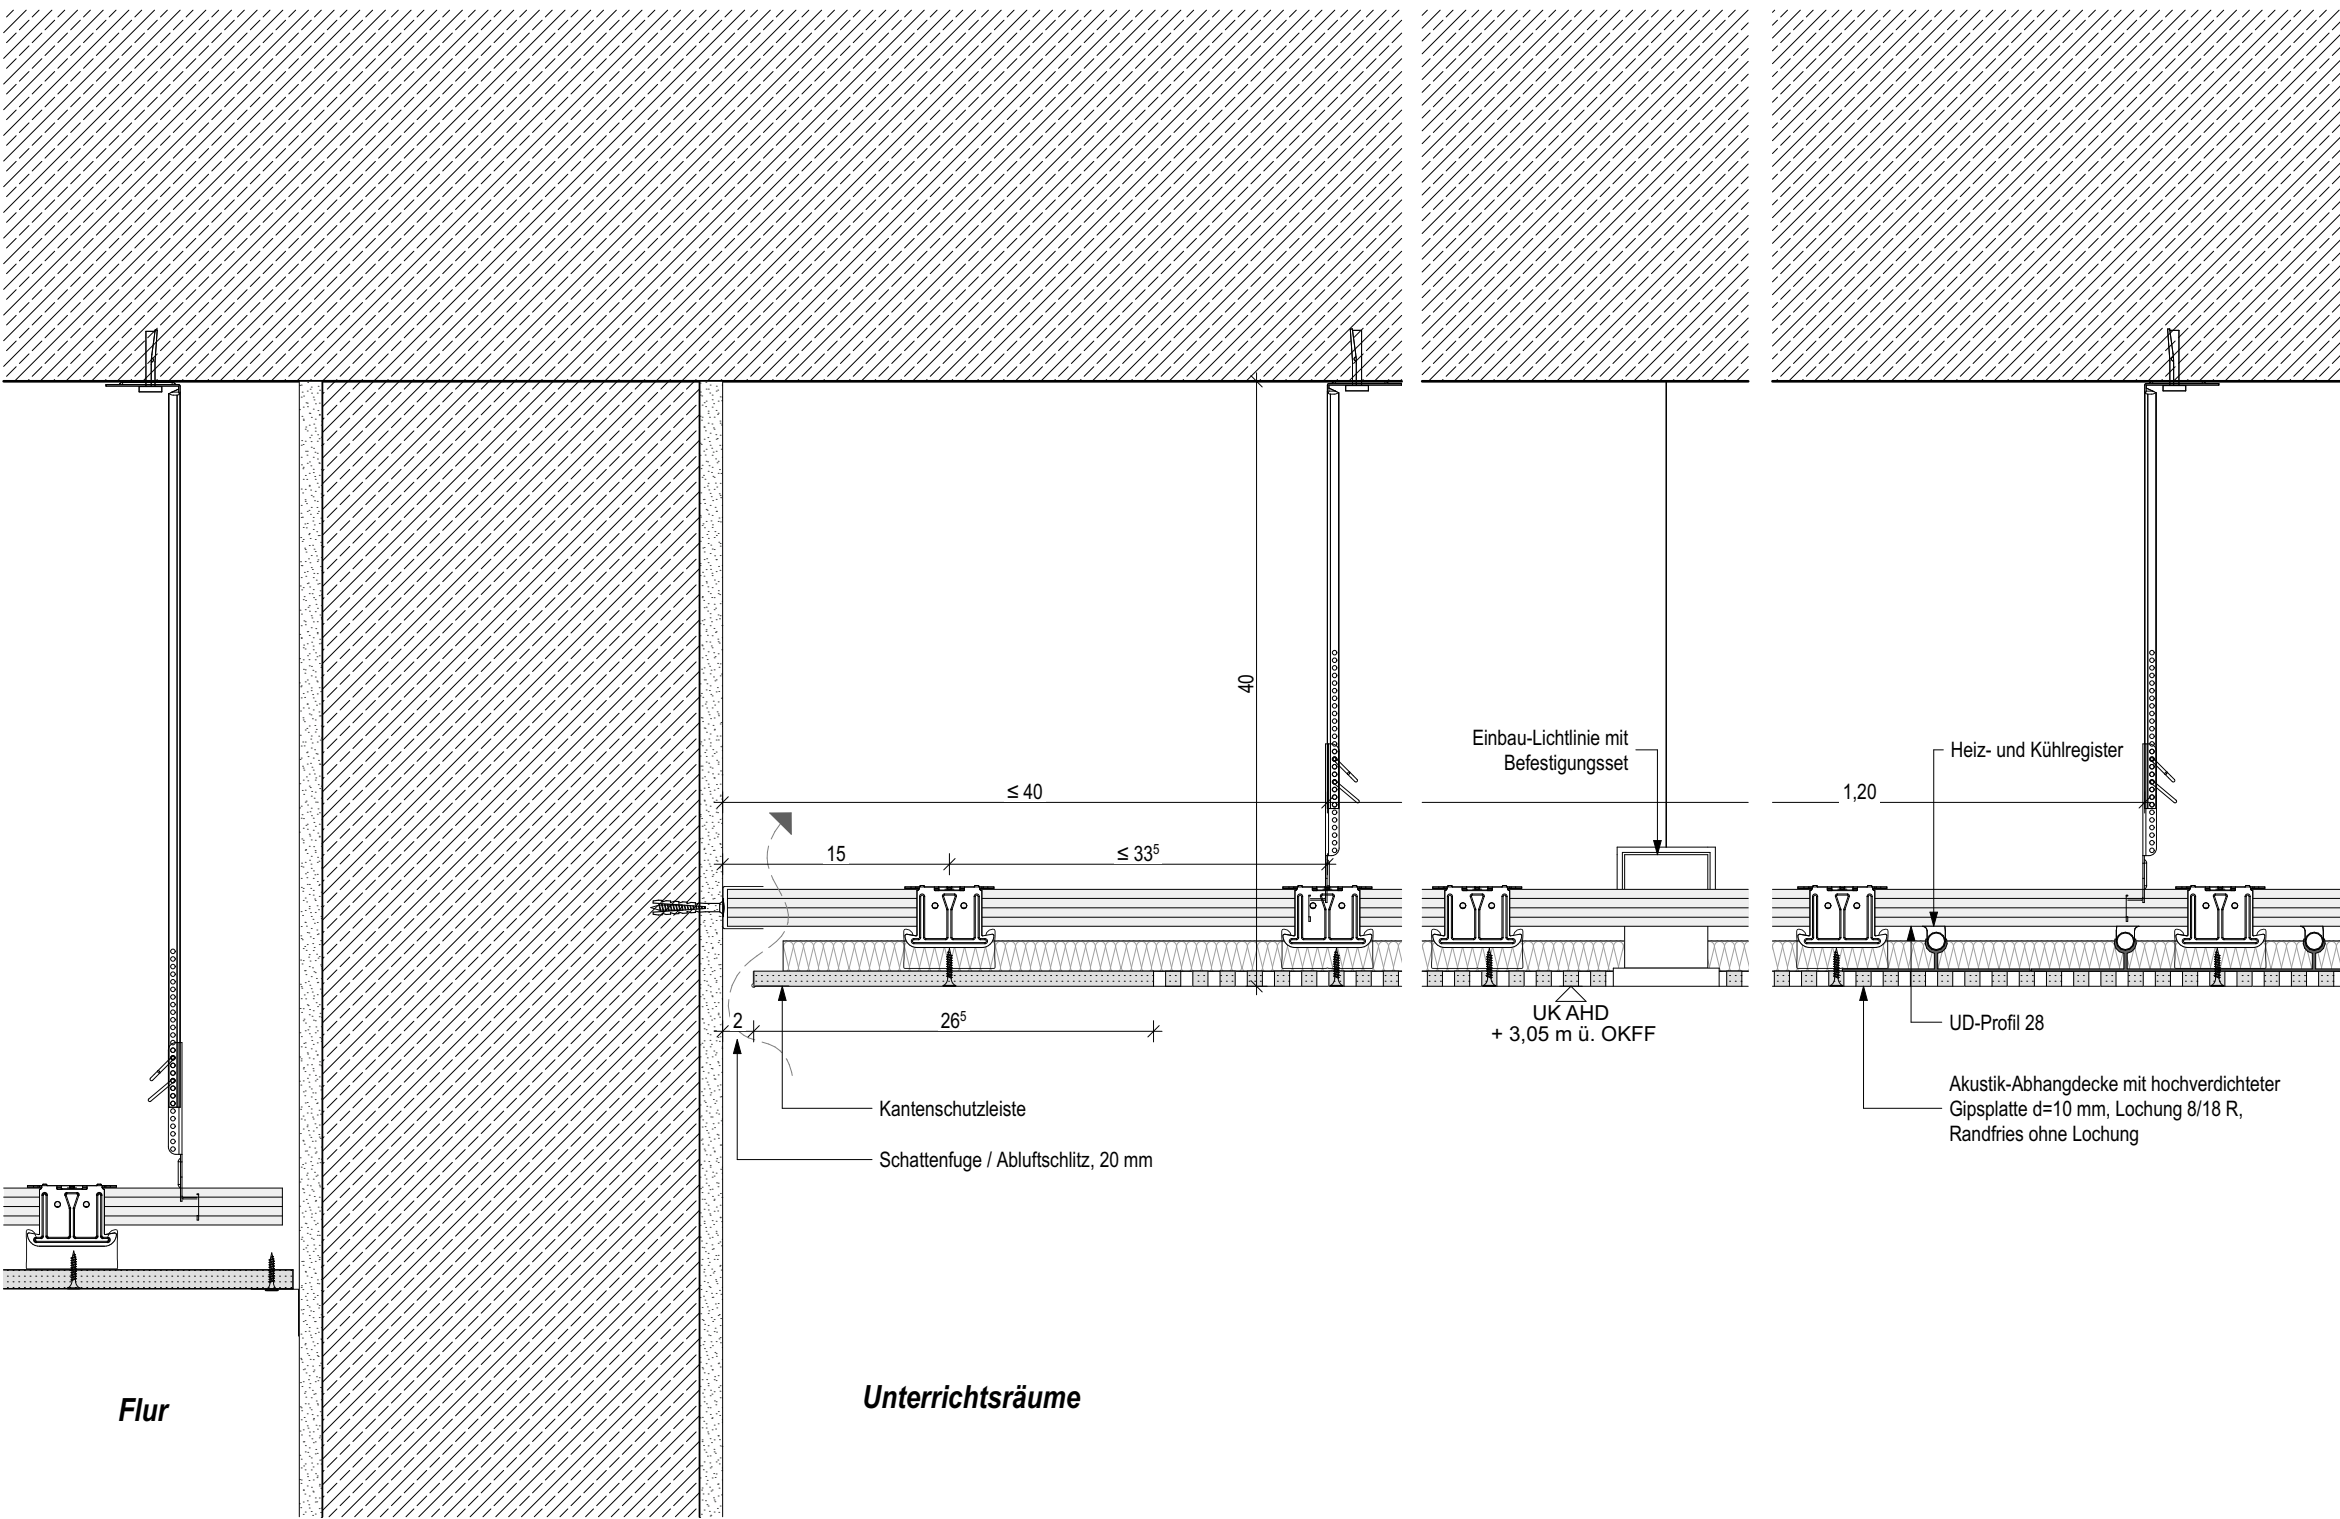 40
Einbau-Lichtlinie mit
Befestigungsset
Heiz- und Kühlregister
≤ 40
1,20
15
≤ 33⁵
2
26⁵
UK AHD
+ 3,05 m ü. OKFF
UD-Profil 28
Kantenschutzleiste
Schattenfuge / Abluftschlitz, 20 mm
Akustik-Abhangdecke mit hochverdichteter
Gipsplatte d=10 mm, Lochung 8/18 R,
Randfries ohne Lochung
Flur
Unterrichtsräume